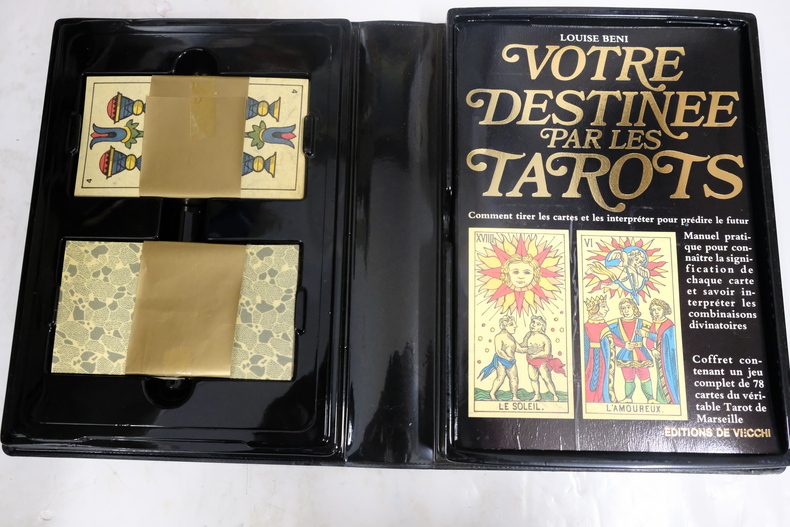 4
4
LOUISE BENI
VOTRE
DESTINEE
PAR LES
TAROTS
Comment tirer les cartes et les interpréter pour prédire le futur
XVIIII
LE SOLEIL.
VI
L'AMOUREUX.
Manuel prati-
que pour con-
naître la signi-
fication de
chaque carte
et savoir in-
terpréter les
combinaisons
divinatoires
Coffret con-
tenant un jeu
complet de 78
cartes du véri-
table Tarot de
Marseille
EDITIONS DE VECCHI